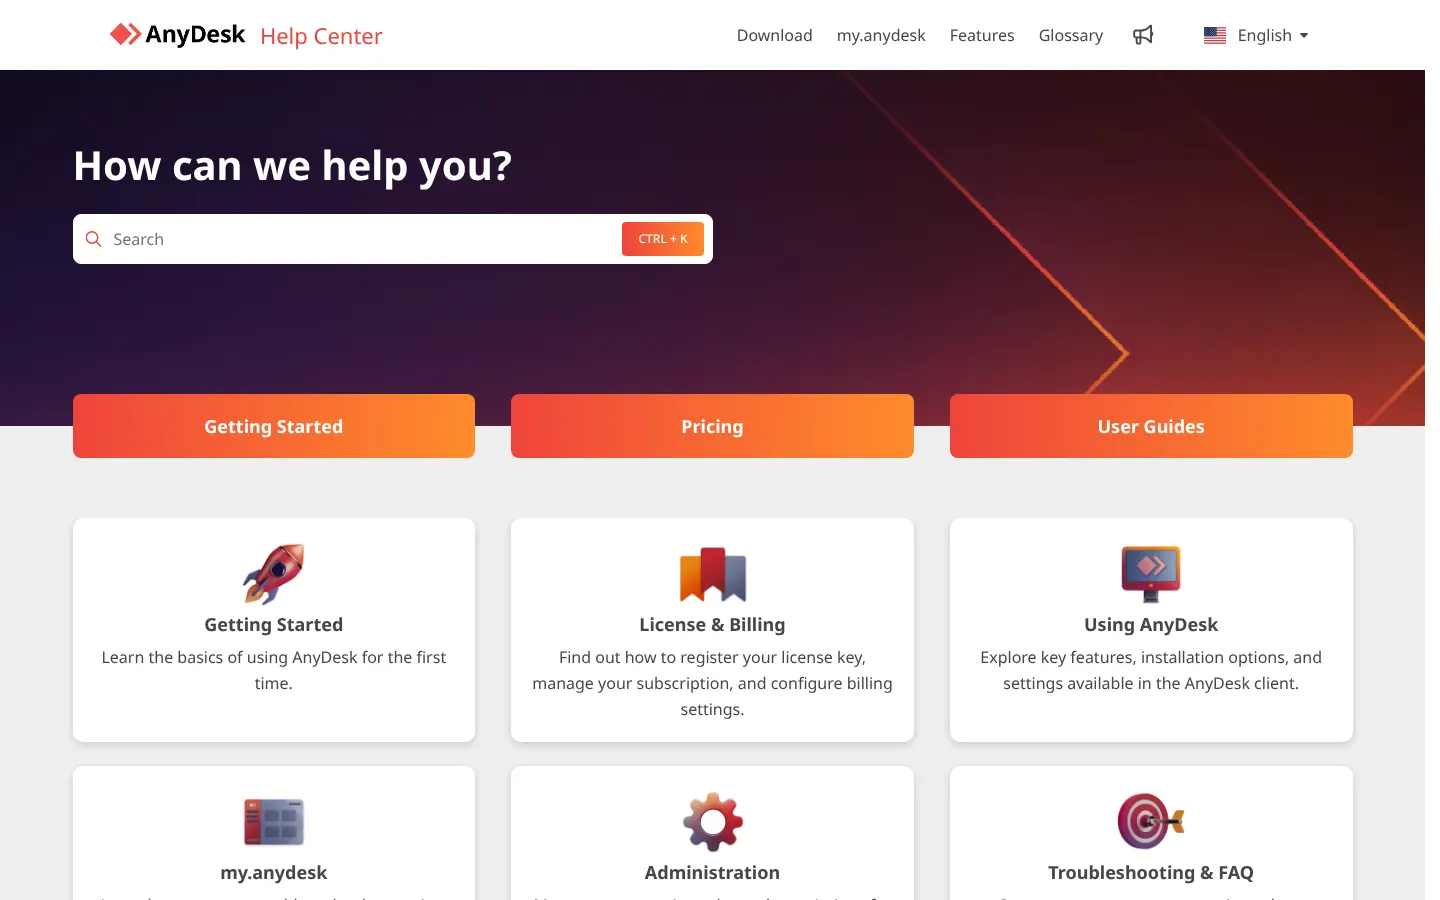 AnyDesk Help Center
Download my.anydesk Features Glossary English
How can we help you?
Search CTRL + K
Getting Started
Pricing
User Guides
Getting Started
Learn the basics of using AnyDesk for the first
time.
License & Billing
Find out how to register your license key,
manage your subscription, and configure billing
settings.
Using AnyDesk
Explore key features, installation options, and
settings available in the AnyDesk client.
my.anydesk
Administration
Troubleshooting & FAQ